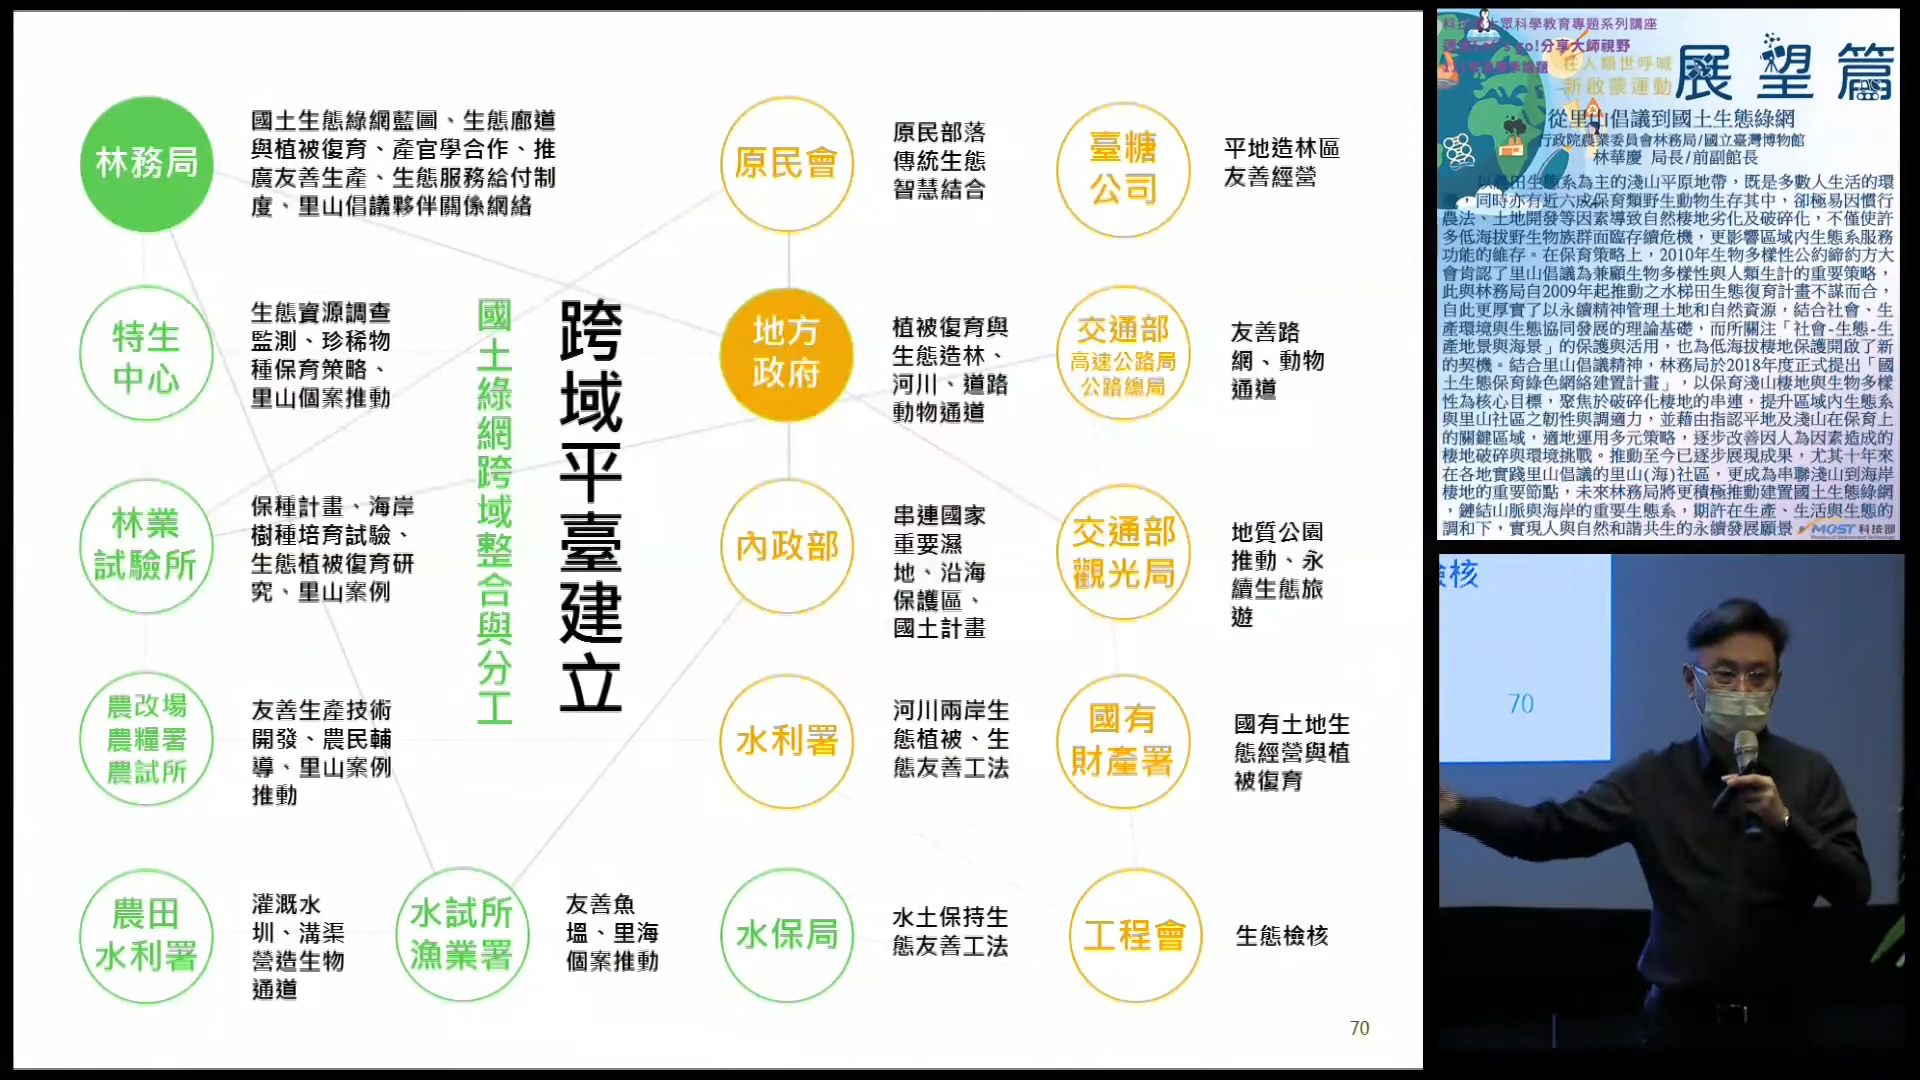 林務局
國土生態綠網藍圖、生態廊道
與植被復育、產官學合作、推
廣友善生產、生態服務給付制
度、里山倡議夥伴關係網絡
特生
中心
生態資源調查
監測、珍稀物
種保育策略、
里山個案推動
林業
試驗所
保種計畫、海岸
樹種培育試驗、
生態植被復育研
究、里山案例
農改場
農糧署
農試所
友善生產技術
開發、農民輔
導、里山案例
推動
農田
水利署
灌溉水
圳、溝渠
營造生物
通道
水試所
漁業署
友善魚
塭、里海
個案推動
跨域平臺建立
國土綠網跨域整合與分工
原民會
原民部落
傳統生態
智慧結合
地方
政府
植被復育與
生態造林、
河川、道路
動物通道
內政部
串連國家
重要濕
地、沿海
保護區、
國土計畫
水利署
河川兩岸生
態植被、生
態友善工法
水保局
水土保持生
態友善工法
臺糖
公司
平地造林區
友善經營
交通部
高速公路局
公路總局
友善路
網、動物
通道
交通部
觀光局
地質公園
推動、永
續生態旅
遊
國有
財產署
國有土地生
態經營與植
被復育
工程會
生態檢核
70
大眾科學教育專題系列講座
go!分享大師視野
在人類世呼喊
新啟蒙運動
展望篇
從里山倡議到國土生態綠網
行政院農業委員會林務局/國立臺灣博物館
林華慶 局長/前副館長
田生態系為主的淺山平原地帶，既是多數人生活的環
，同時亦有近六成保育類野生動物生存其中，卻極易因慣行
農法、土地開發等因素導致自然棲地劣化及破碎化，不僅使許
多低海拔野生物族群面臨存續危機，更影響區域內生態系服務
功能的維存。在保育策略上，2010年生物多樣性公約締約方大
會肯認了里山倡議為兼顧生物多樣性與人類生計的重要策略，
此與林務局自2009年起推動之水梯田生態復育計畫不謀而合，
自此更厚實了以永續精神管理土地和自然資源，結合社會、生
產環境與生態協同發展的理論基礎，而所關注「社會-生態-生
產地景與海景」的保護與活用，也為低海拔棲地保護開啟了新
的契機。結合里山倡議精神，林務局於2018年度正式提出「國
土生態保育綠色網絡建置計畫」，以保育淺山棲地與生物多樣
性為核心目標，聚焦於破碎化棲地的串連，提升區域內生態系
與里山社區之韌性與調適力，並藉由指認平地及淺山在保育上
的關鍵區域，適地運用多元策略，逐步改善因人為因素造成的
棲地破碎與環境挑戰。推動至今已逐步展現成果，尤其十年來
在各地實踐里山倡議的里山(海)社區，更成為串聯淺山到海岸
棲地的重要節點，未來林務局將更積極推動建置國土生態綠網
，鏈結山脈與海岸的重要生態系，期許在生產、生活與生態的
調和下，實現人與自然和諧共生的永續發展願景
MOST 科技部
檢核
70